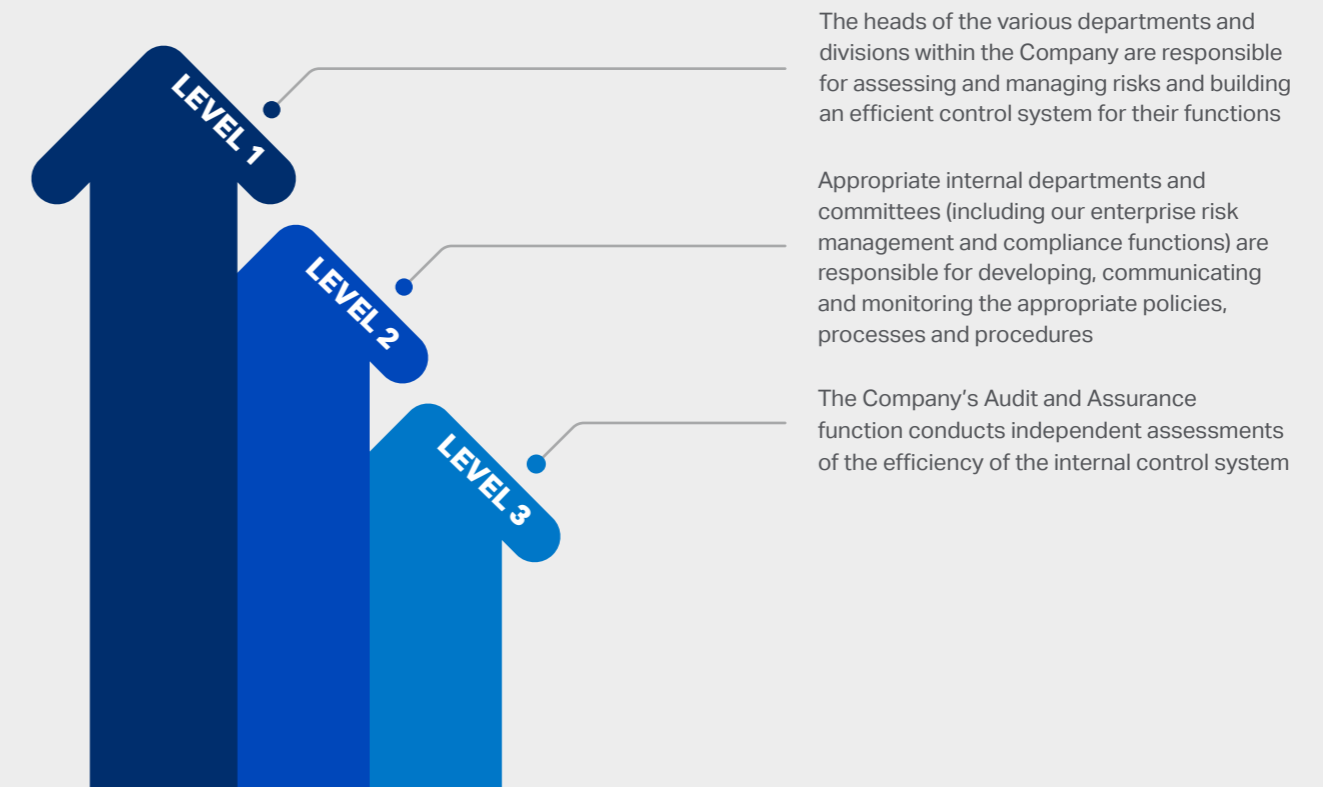 LEVEL 1
The heads of the various departments and
divisions within the Company are responsible
for assessing and managing risks and building
an efficient control system for their functions
LEVEL 2
Appropriate internal departments and
committees (including our enterprise risk
management and compliance functions) are
responsible for developing, communicating
and monitoring the appropriate policies,
processes and procedures
LEVEL 3
The Company’s Audit and Assurance
function conducts independent assessments
of the efficiency of the internal control system